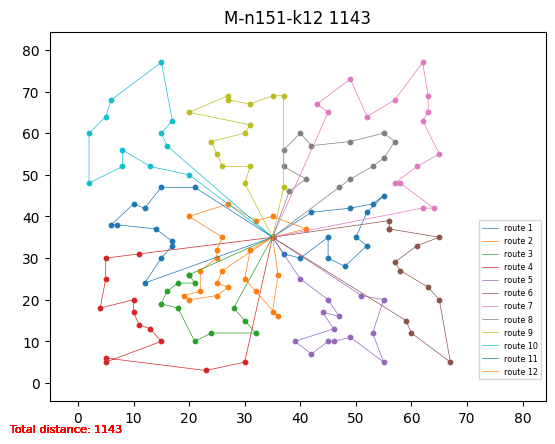 M-n151-k12 1143
80
70
60
50
40
30
20
10
0
route 1
route 2
route 3
route 4
route 5
route 6
route 7
route 8
route 9
route 10
route 11
route 12
0 10 20 30 40 50 60 70 80
Total distance: 1143